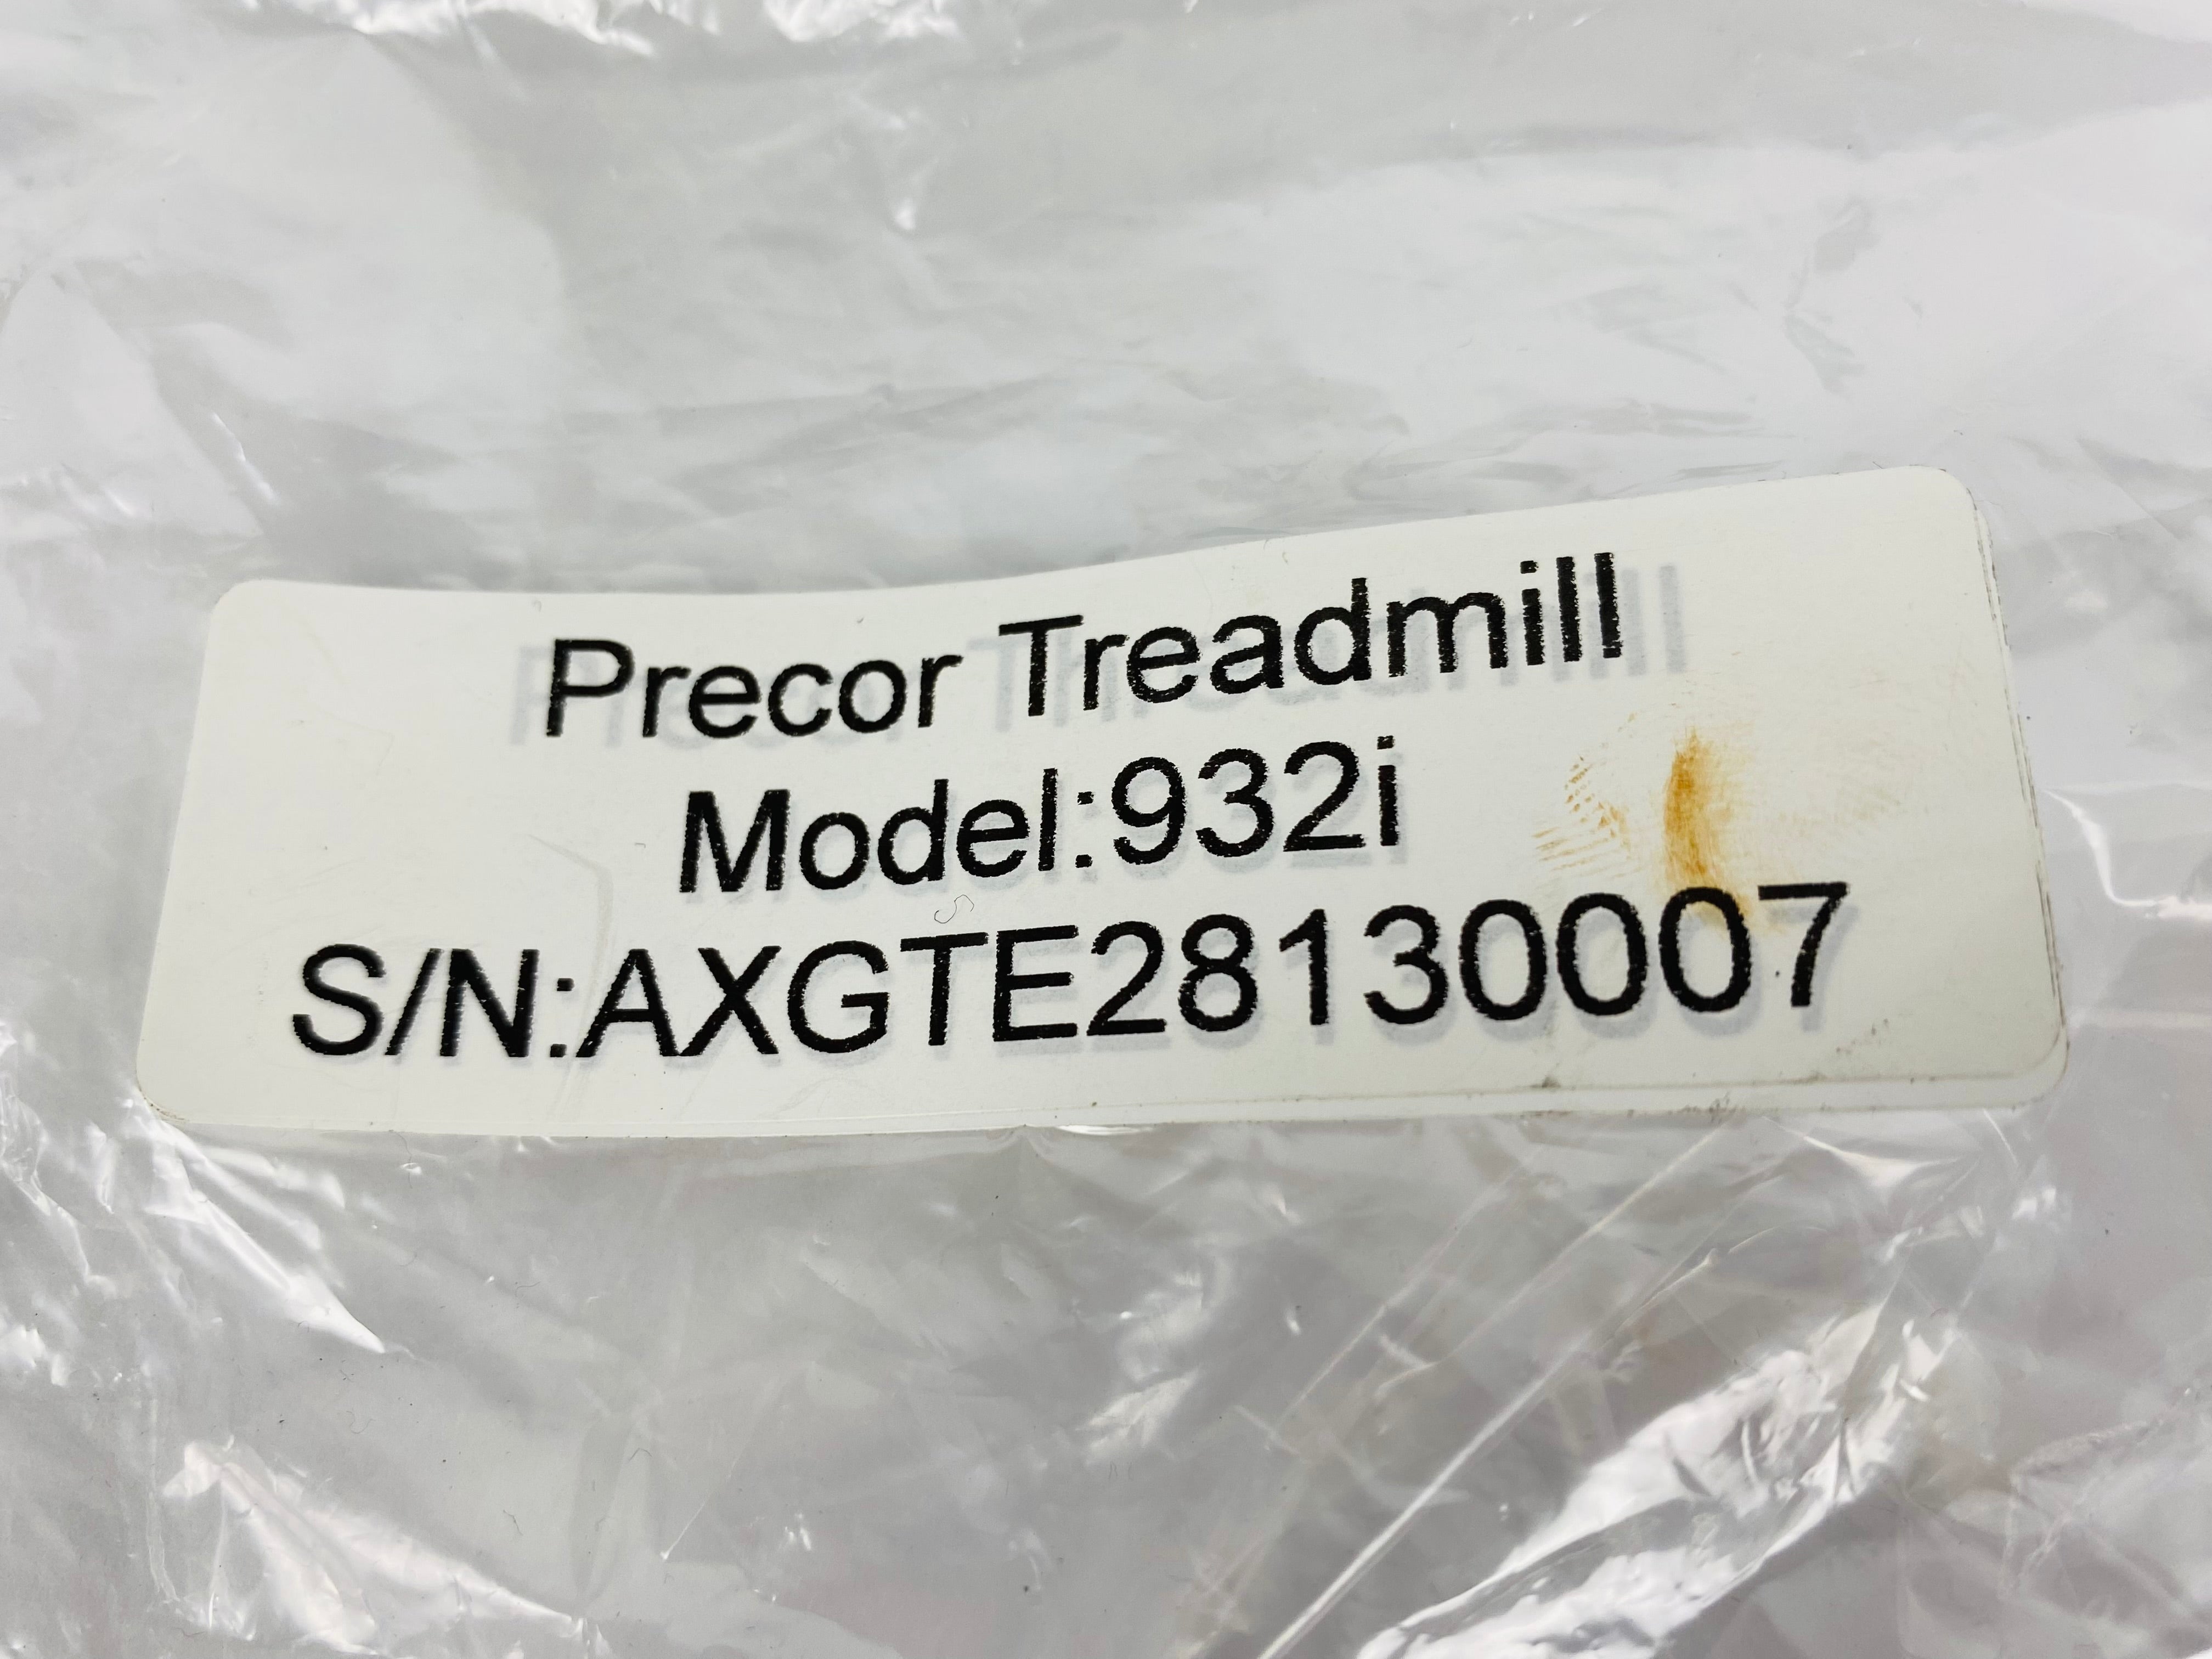 Precor Treadmill
Model:932i
S/N:AXGTE28130007